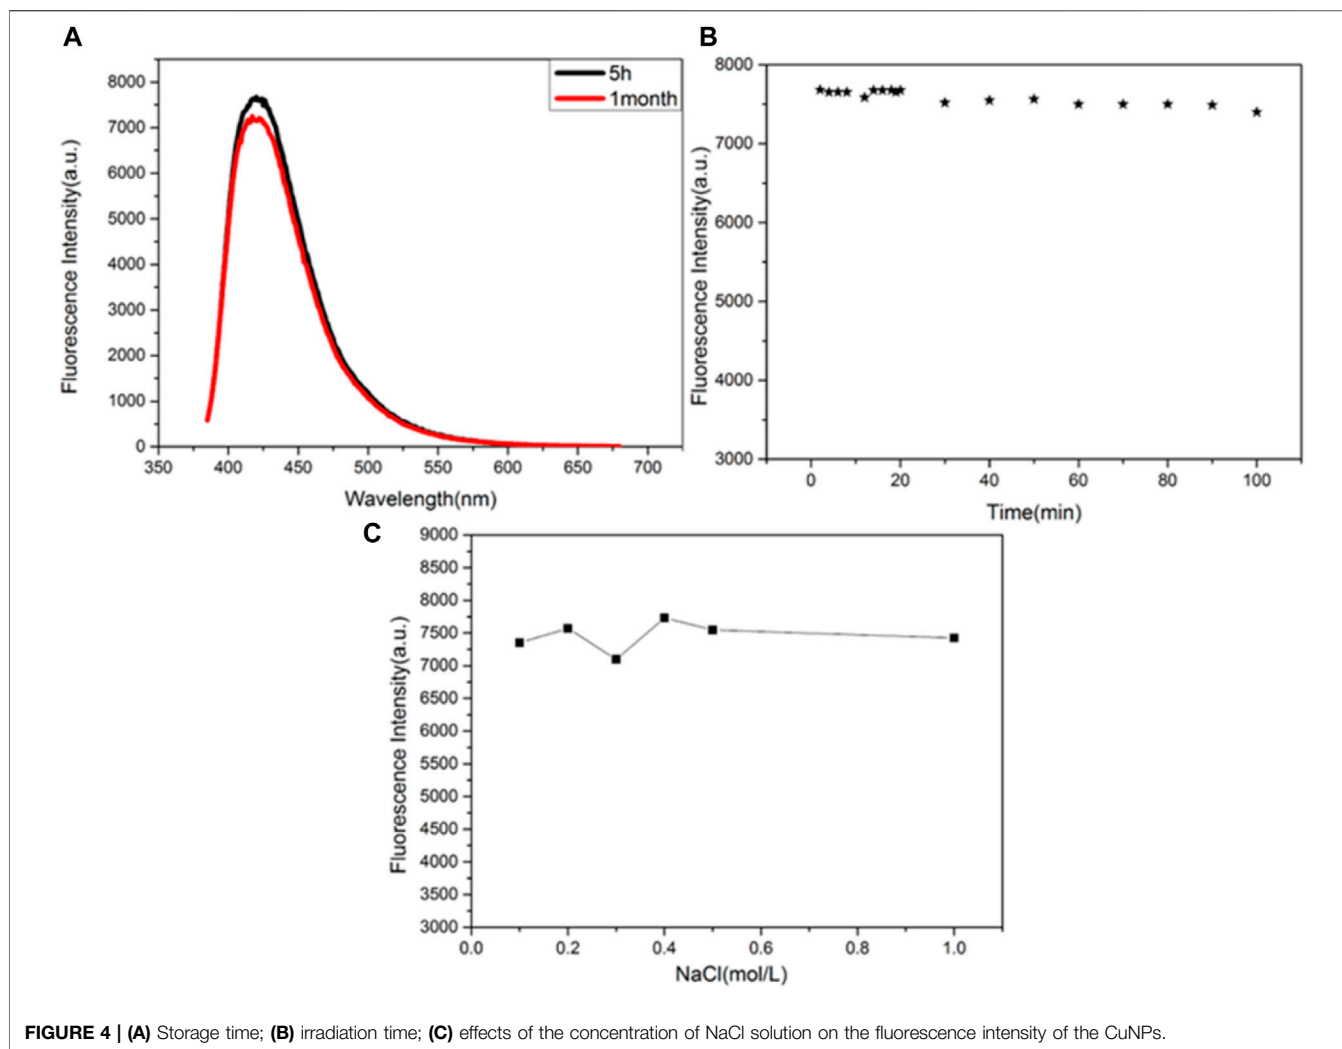 A
Fluorescence Intensity(a.u.)
8000
7000
6000
5000
4000
3000
2000
1000
0
350 400 450 500 550 600 650 700
Wavelength(nm)
5h
1month
B
Fluorescence Intensity(a.u.)
8000
7000
6000
5000
4000
3000
0 20 40 60 80 100
Time(min)
C
Fluorescence Intensity(a.u.)
9000
8500
8000
7500
7000
6500
6000
5500
5000
4500
4000
3500
3000
0.0 0.2 0.4 0.6 0.8 1.0
NaCl(mol/L)
FIGURE 4 | (A) Storage time; (B) irradiation time; (C) effects of the concentration of NaCl solution on the fluorescence intensity of the CuNPs.